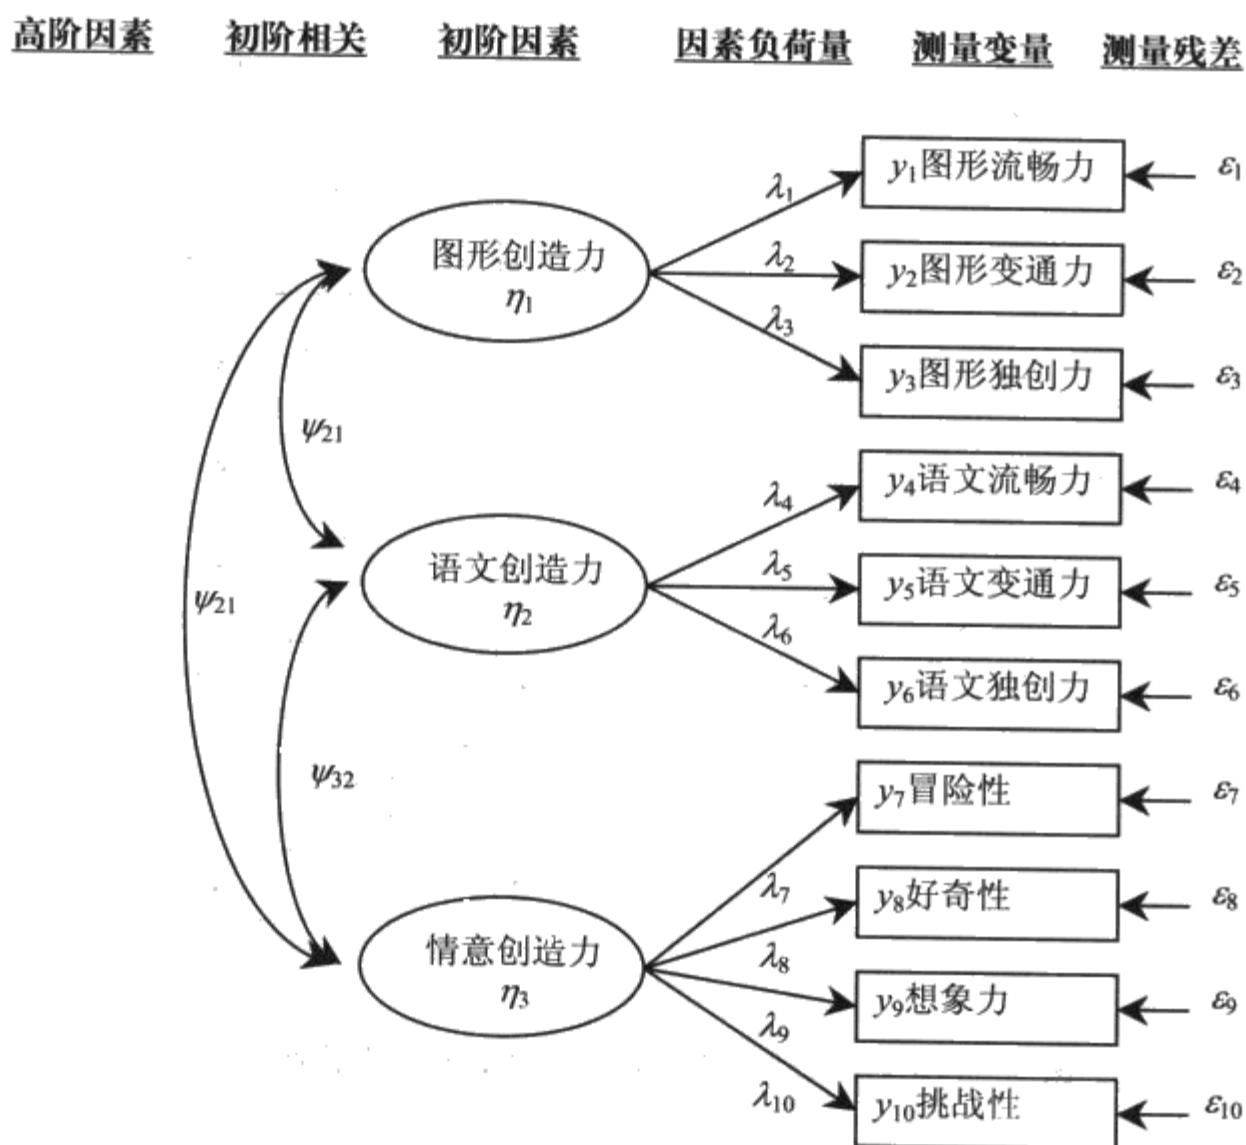 高阶因素 初阶相关 初阶因素 因素负荷量 测量变量 测量残差
y₁图形流畅力 ε₁
λ₁
图形创造力
η₁
λ₂
y₂图形变通力 ε₂
λ₃
y₃图形独创力 ε₃
ψ₂₁
y₄语文流畅力 ε₄
λ₄
语文创造力
η₂
λ₅
y₅语文变通力 ε₅
ψ₂₁
λ₆
y₆语文独创力 ε₆
ψ₃₂
y₇冒险性 ε₇
λ₇
y₈好奇性 ε₈
情意创造力
η₃
λ₈
y₉想象力 ε₉
λ₉
λ₁₀
y₁₀挑战性 ε₁₀